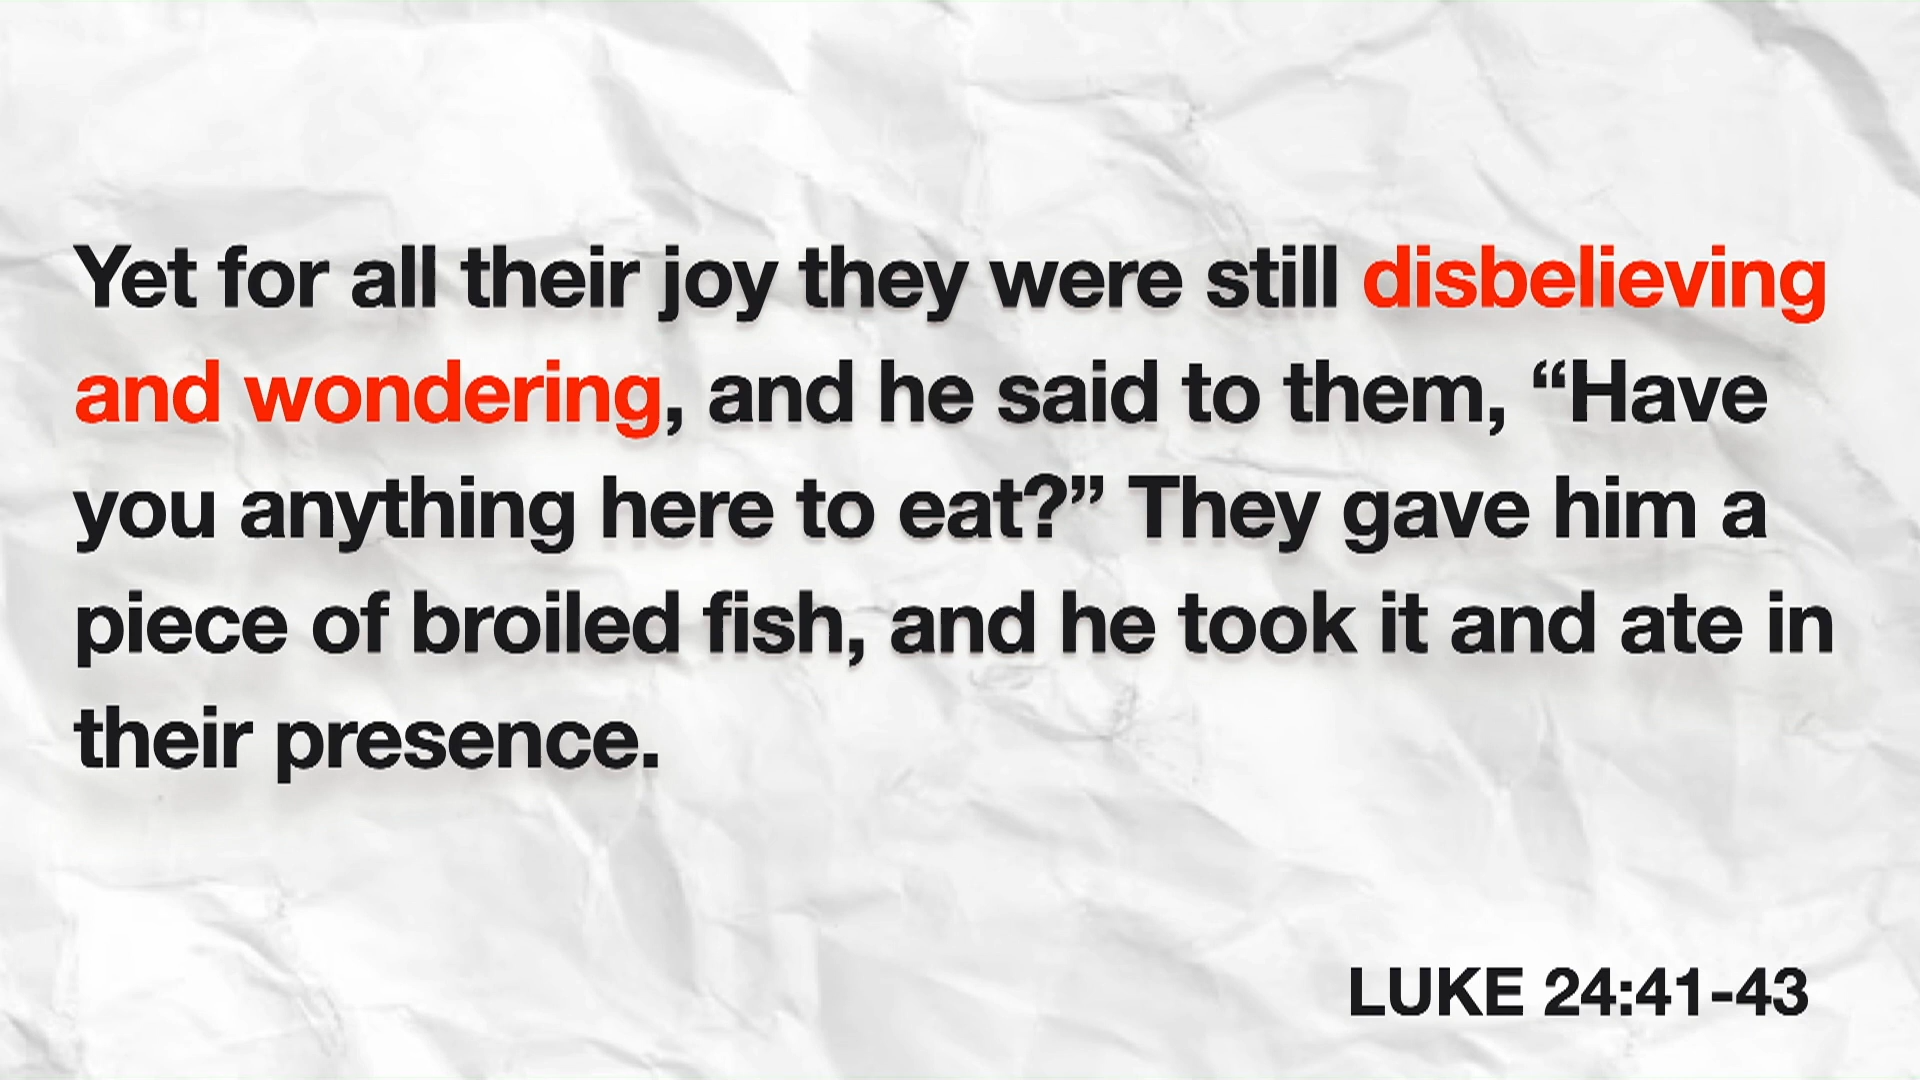 Yet for all their joy they were still disbelieving
and wondering, and he said to them, “Have
you anything here to eat?” They gave him a
piece of broiled fish, and he took it and ate in
their presence.
LUKE 24:41-43